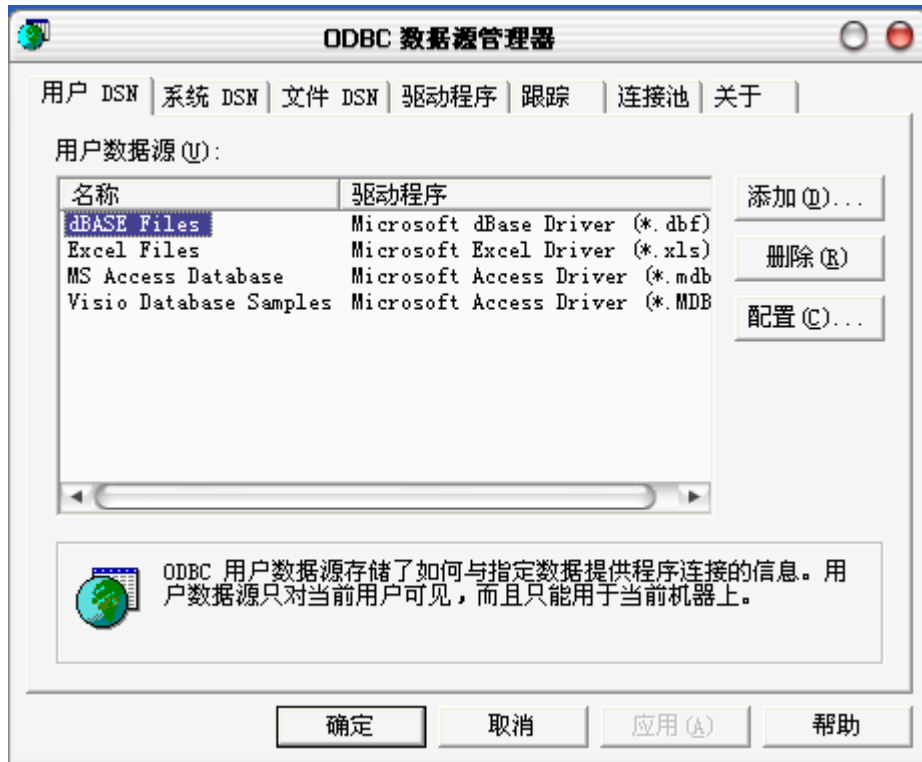 ODBC 数据源管理器
用户 DSN 系统 DSN 文件 DSN 驱动程序 跟踪 连接池 关于
用户数据源(U):
名称 驱动程序
添加(D)...
dBASE Files Microsoft dBase Driver (*.dbf)
Excel Files Microsoft Excel Driver (*.xls)
删除(R)
MS Access Database Microsoft Access Driver (*.mdb
Visio Database Samples Microsoft Access Driver (*.MDB
配置(C)...
ODBC 用户数据源存储了如何与指定数据提供程序连接的信息。用
户数据源只对当前用户可见，而且只能用于当前机器上。
确定 取消 应用(A) 帮助